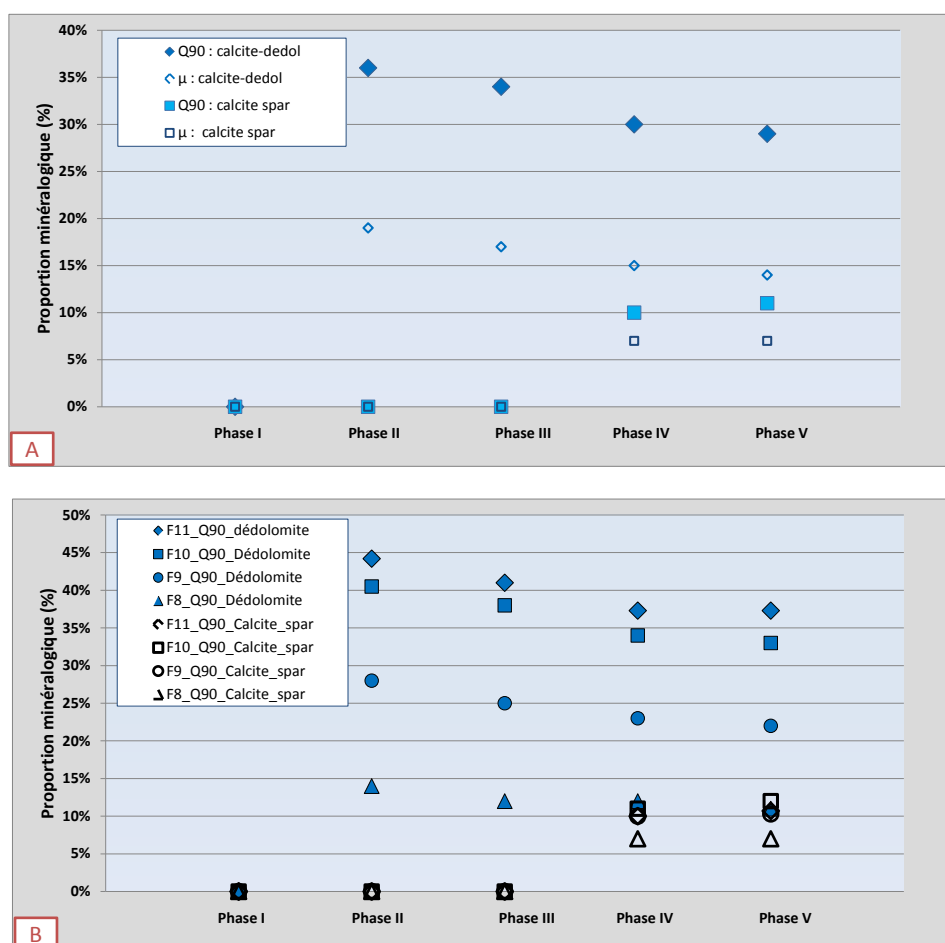 40%
35%
30%
25%
20%
15%
10%
5%
0%
Proportion minéralogique (%)
Q90 : calcite-dedol
µ : calcite-dedol
Q90 : calcite spar
µ : calcite spar
Phase I Phase II Phase III Phase IV Phase V
A
50%
45%
40%
35%
30%
25%
20%
15%
10%
5%
0%
Proportion minéralogique (%)
F11_Q90_dédolomite
F10_Q90_Dédolomite
F9_Q90_Dédolomite
F8_Q90_Dédolomite
F11_Q90_Calcite_spar
F10_Q90_Calcite_spar
F9_Q90_Calcite_spar
F8_Q90_Calcite_spar
Phase I Phase II Phase III Phase IV Phase V
B